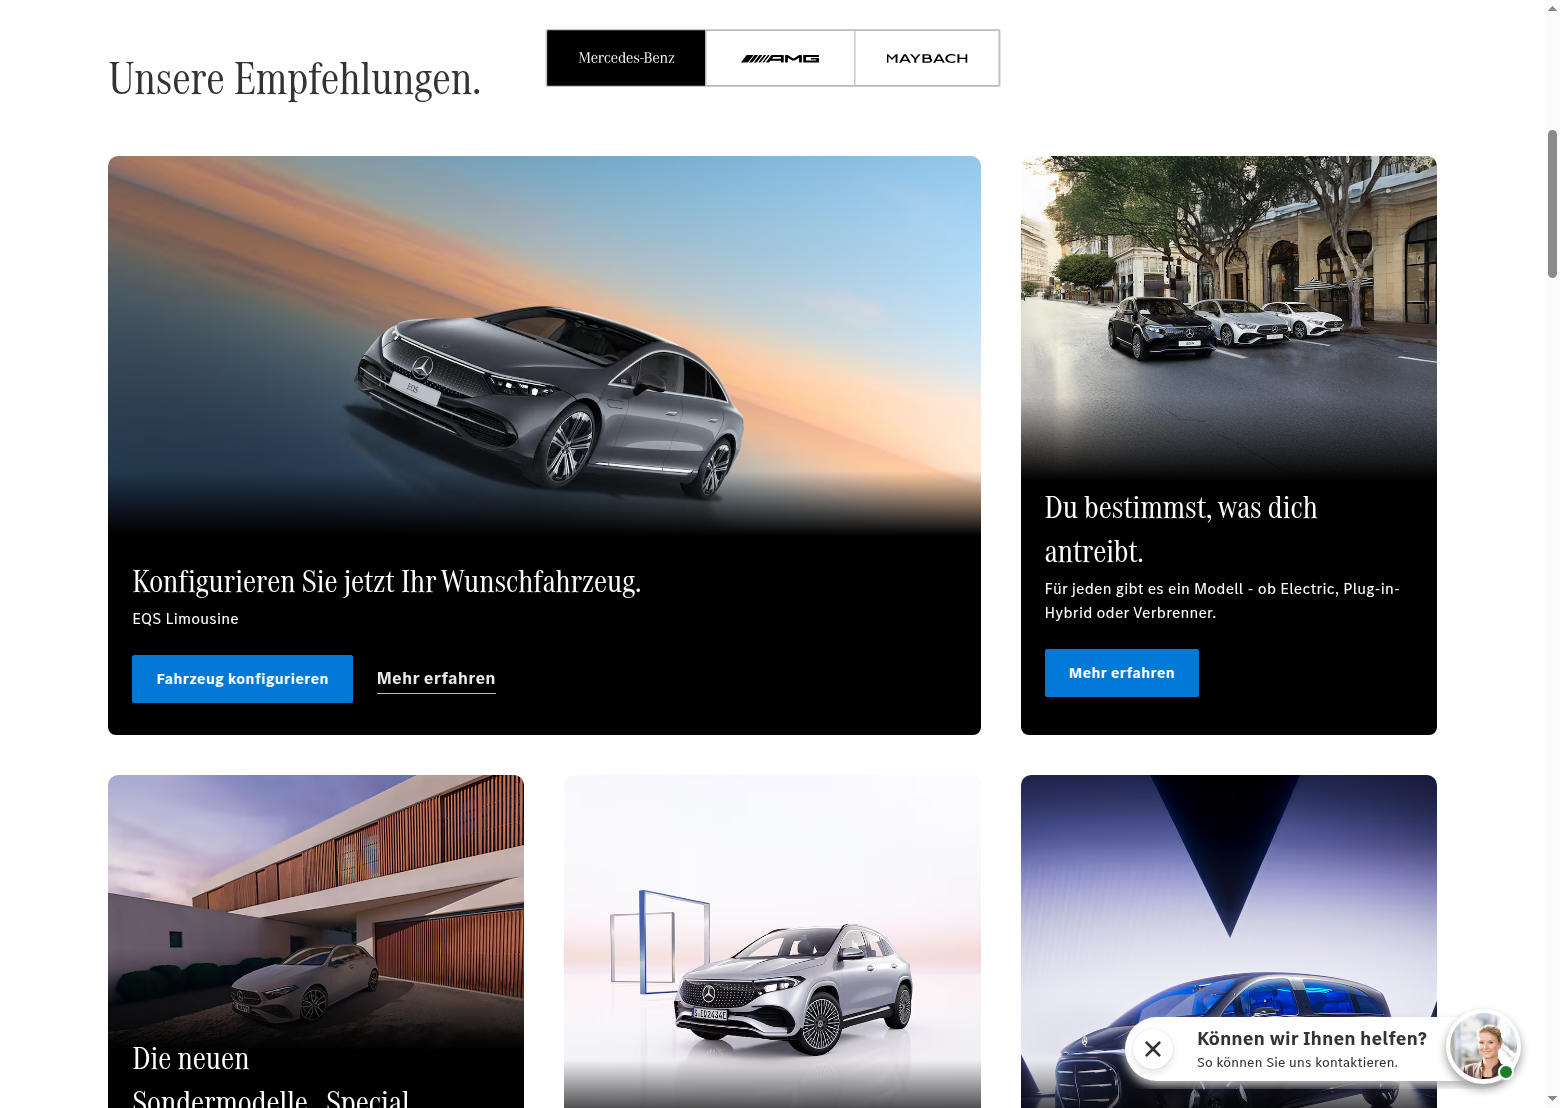 Unsere Empfehlungen.
Mercedes-Benz
AMG
MAYBACH
EQS
Konfigurieren Sie jetzt Ihr Wunschfahrzeug.
EQS Limousine
Fahrzeug konfigurieren
Mehr erfahren
Du bestimmst, was dich
antreibt.
Für jeden gibt es ein Modell - ob Electric, Plug-in-
Hybrid oder Verbrenner.
Mehr erfahren
Die neuen
Sondermodelle „Special
Können wir Ihnen helfen?
So können Sie uns kontaktieren.